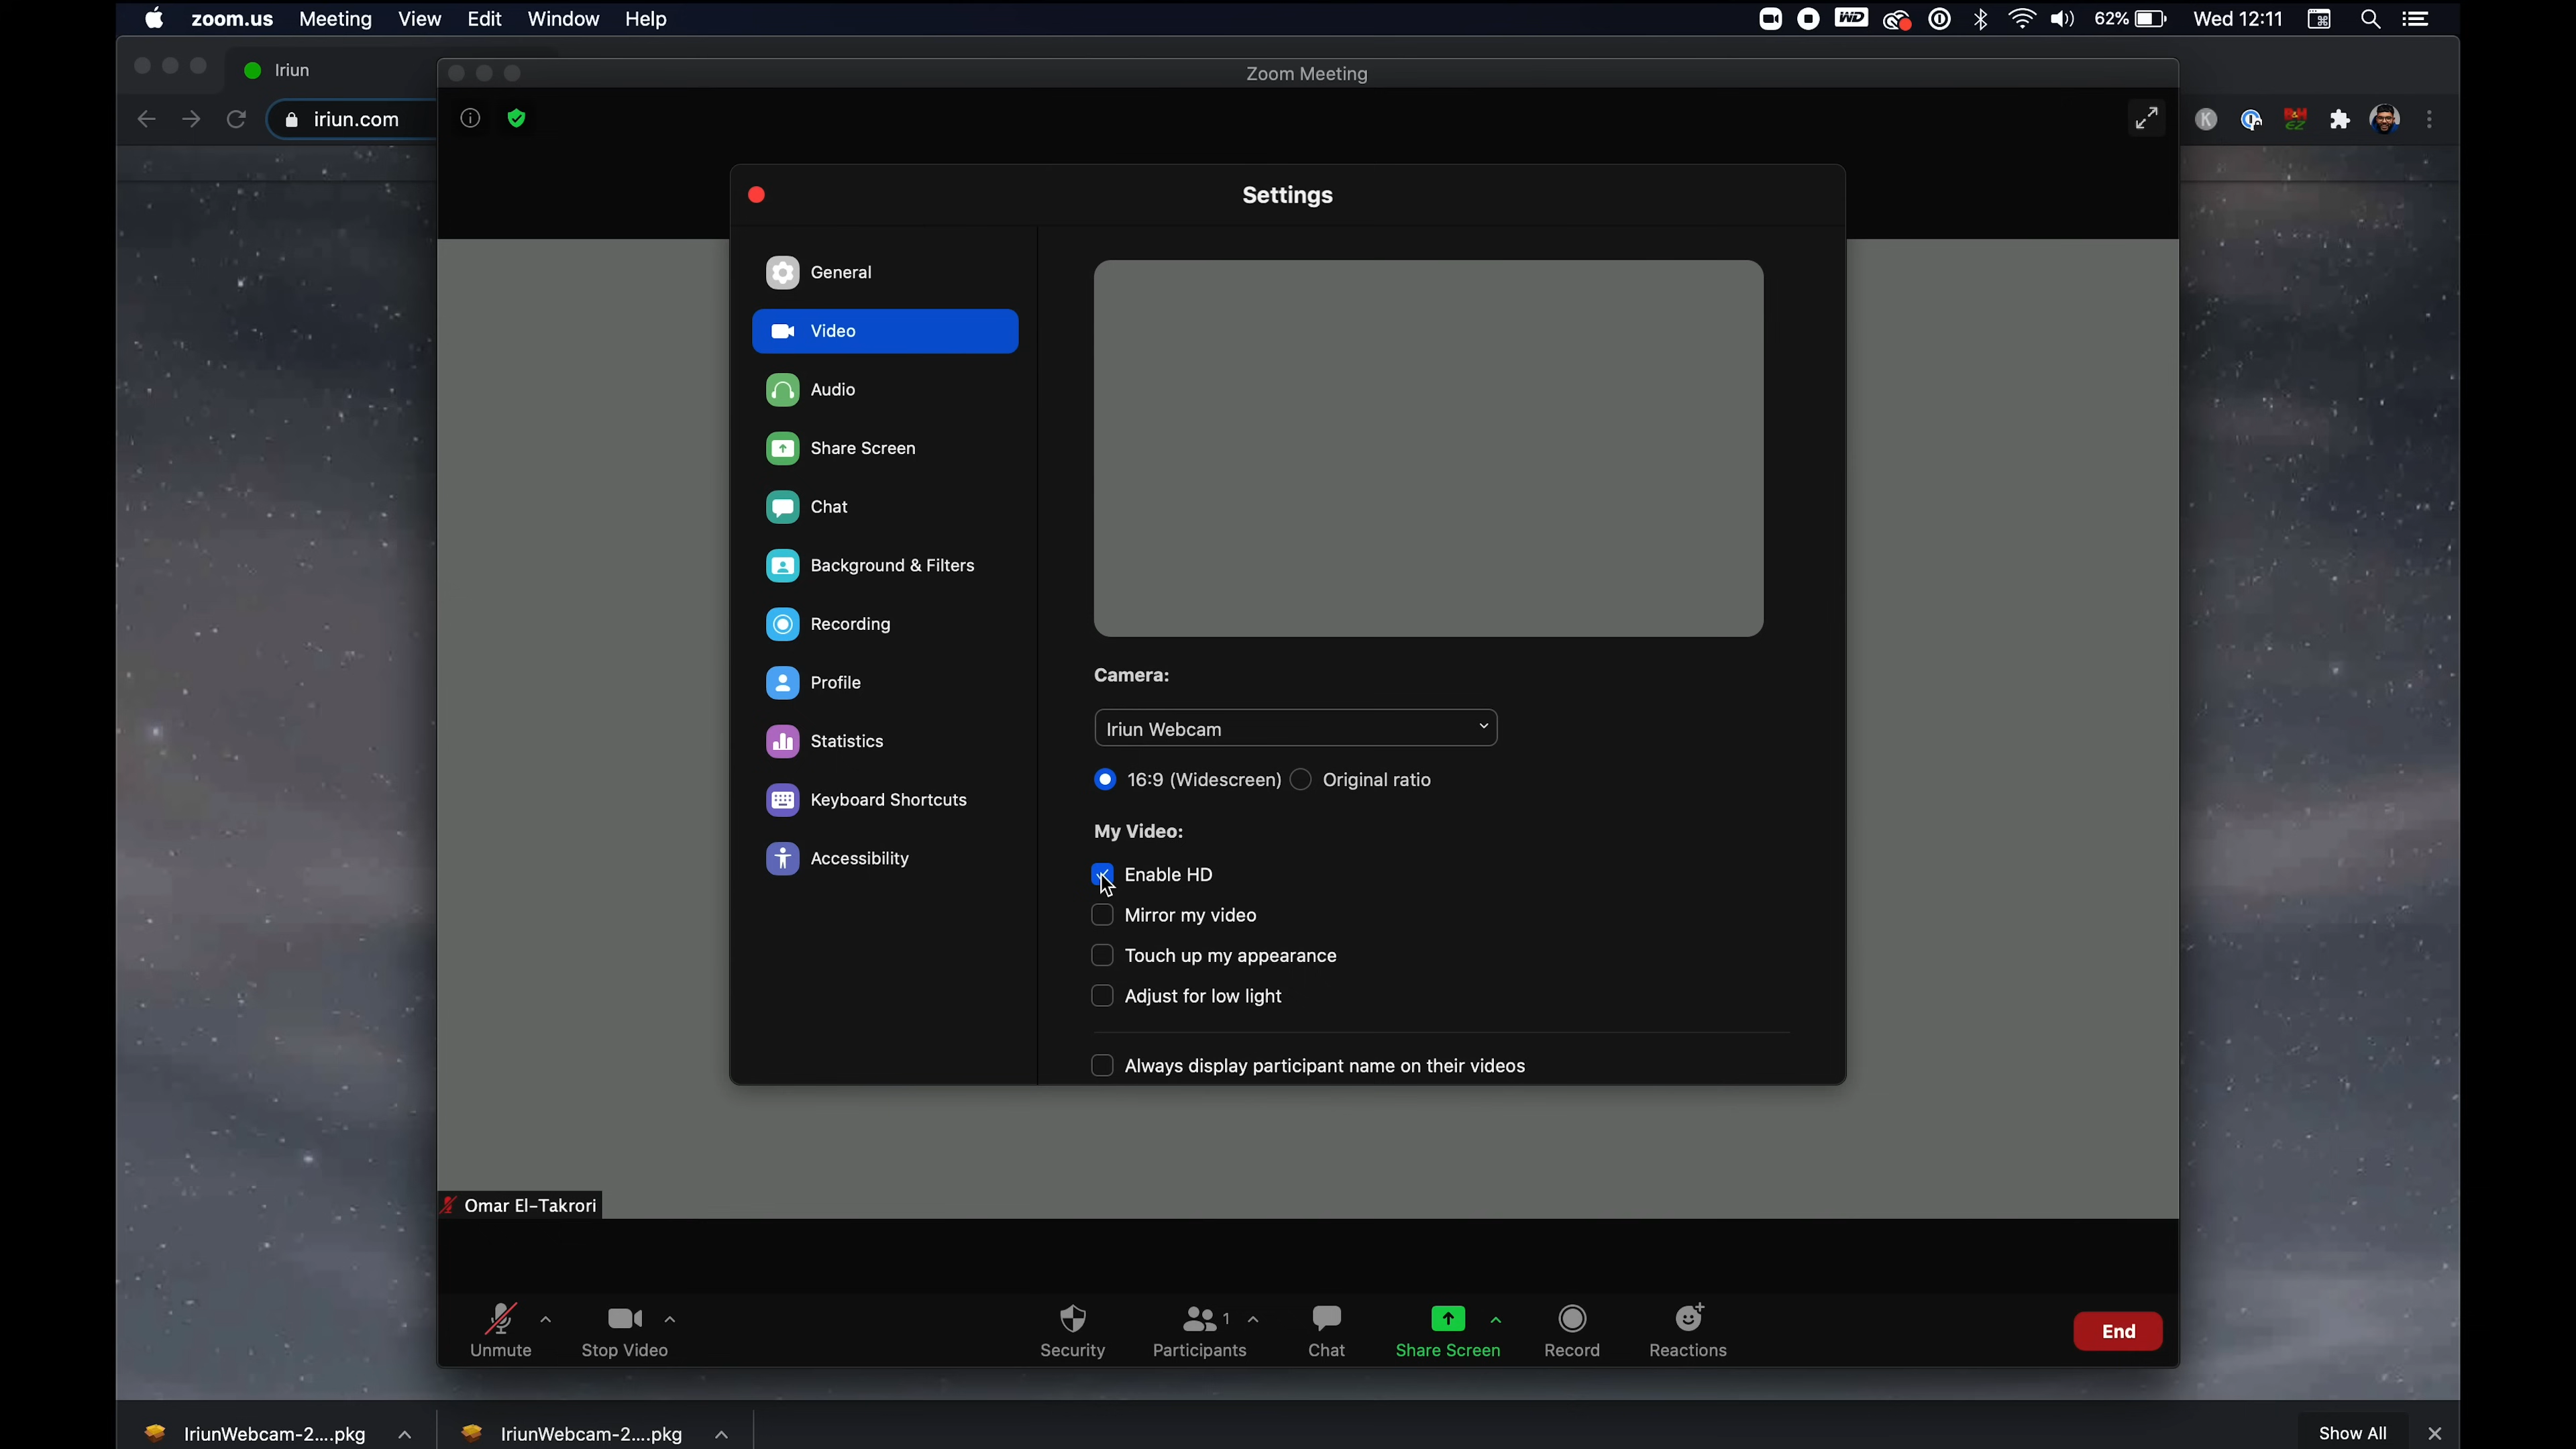 zoom.us Meeting View Edit Window Help
WD 62% Wed 12:11
Iriun
Zoom Meeting
iriun.com
K
Settings
General
Video
Audio
Share Screen
Chat
Background & Filters
Recording
Profile
Statistics
Keyboard Shortcuts
Accessibility
Camera:
Iriun Webcam
16:9 (Widescreen) Original ratio
My Video:
Enable HD
Mirror my video
Touch up my appearance
Adjust for low light
Always display participant name on their videos
Omar El-Takrori
1
Unmute Stop Video Security Participants Chat Share Screen Record Reactions
End
IriunWebcam-2....pkg IriunWebcam-2....pkg Show All